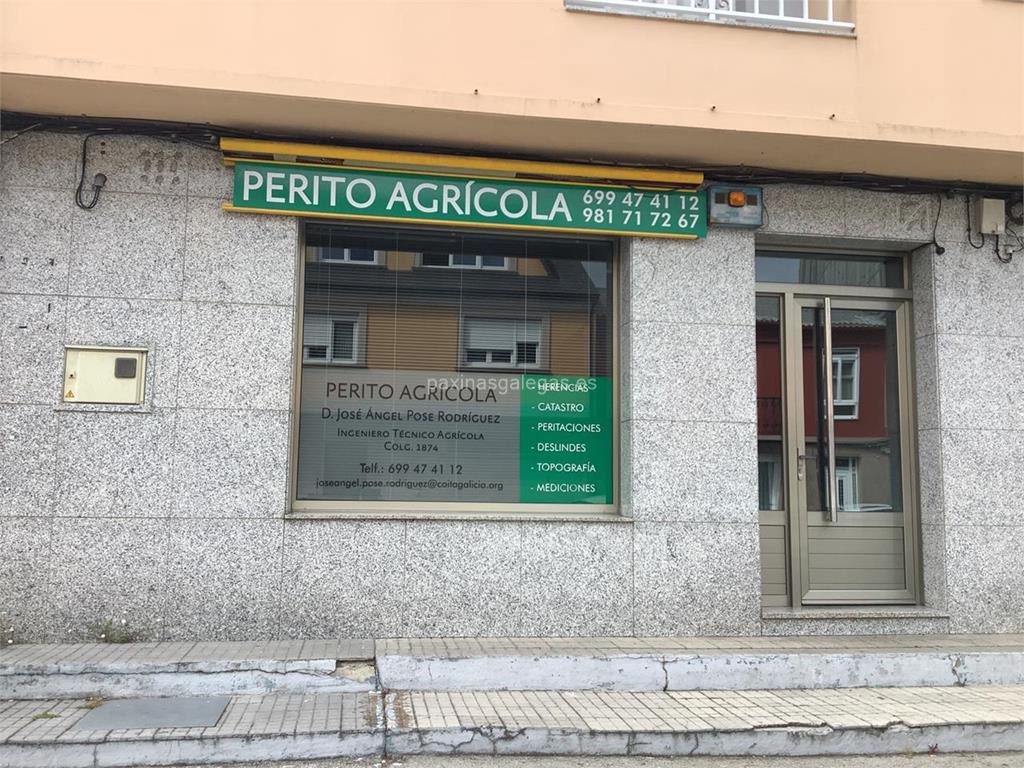 PERITO AGRÍCOLA
699 47 41 12
981 71 72 67
paxinasgalegas.es
PERITO AGRÍCOLA
D. JOSÉ ÁNGEL POSE RODRÍGUEZ
INGENIERO TÉCNICO AGRÍCOLA
COLG. 1874
Telf.: 699 47 41 12
joseangel.pose.rodriguez@coitagalicia.org
- HERENCIAS
- CATASTRO
- PERITACIONES
- DESLINDES
- TOPOGRAFÍA
- MEDICIONES